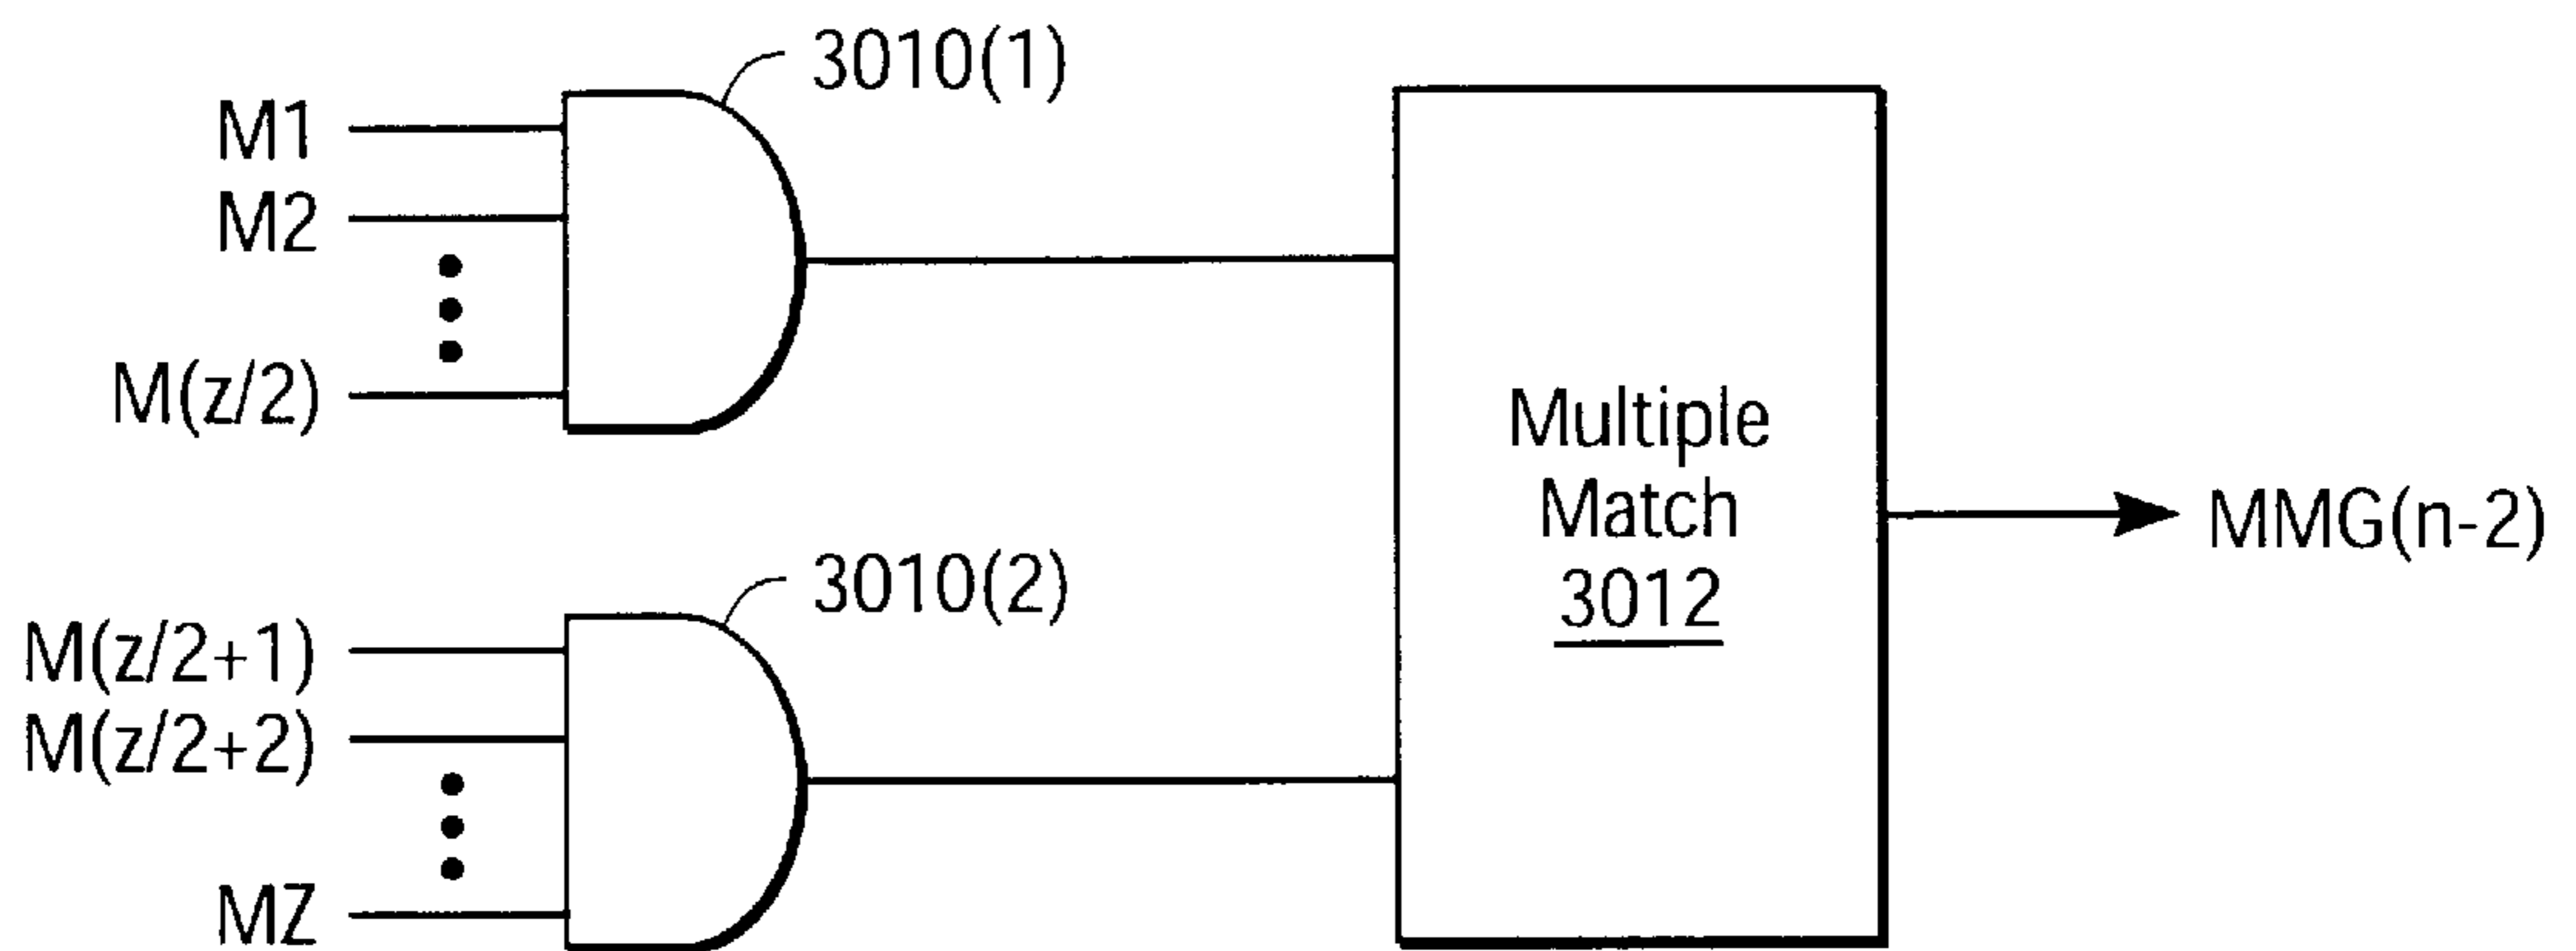 3010(1)
M1
M2
M(z/2)
Multiple
Match
3012
MMG(n-2)
3010(2)
M(z/2+1)
M(z/2+2)
MZ